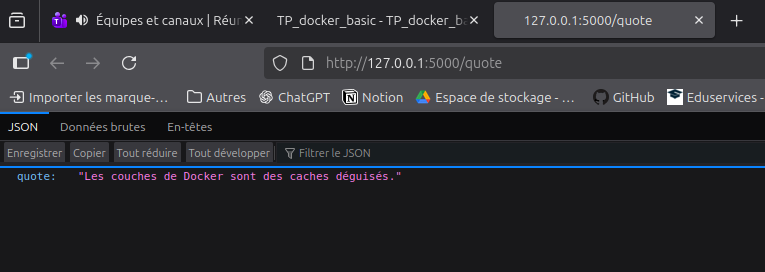 Équipes et canaux | Réun
TP_docker_basic - TP_docker_ba
127.0.0.1:5000/quote
http://127.0.0.1:5000/quote
Importer les marque-… Autres ChatGPT Notion Espace de stockage - … GitHub Eduservices -
JSON Données brutes En-têtes
Enregistrer Copier Tout réduire Tout développer Filtrer le JSON
quote: "Les couches de Docker sont des caches déguisés."